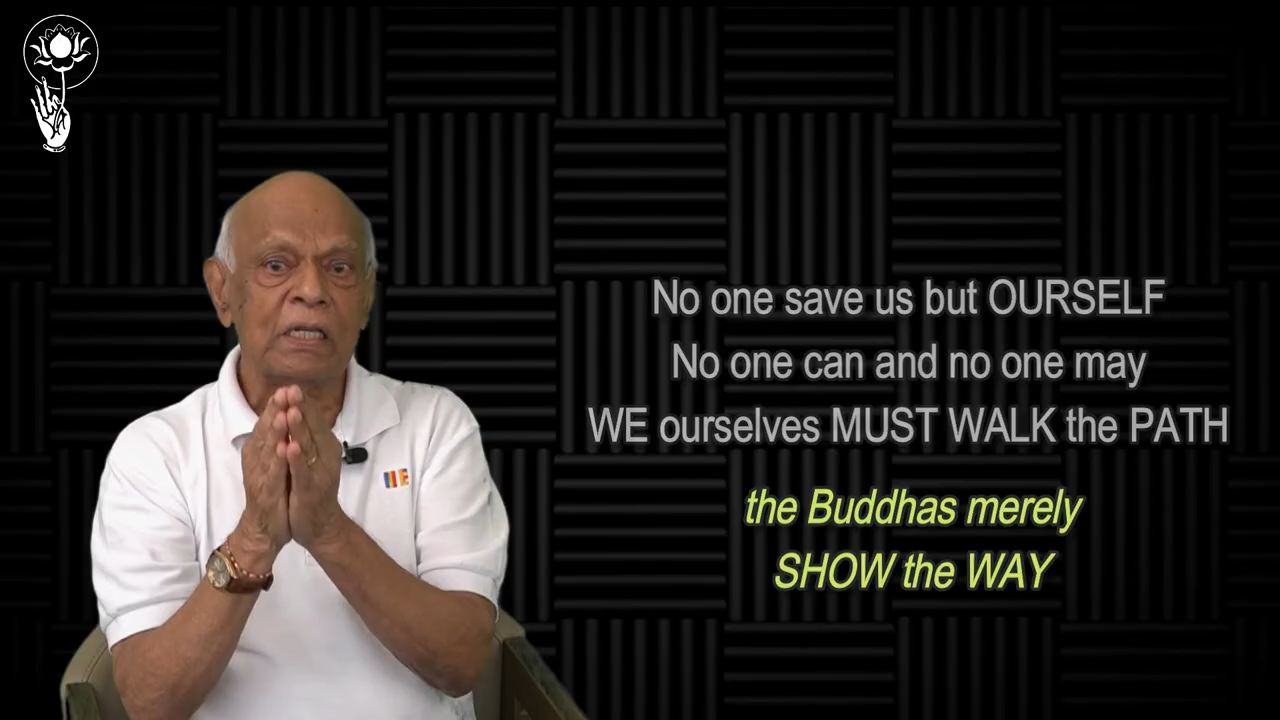 No one save us but OURSELF
No one can and no one may
WE ourselves MUST WALK the PATH
the Buddhas merely
SHOW the WAY